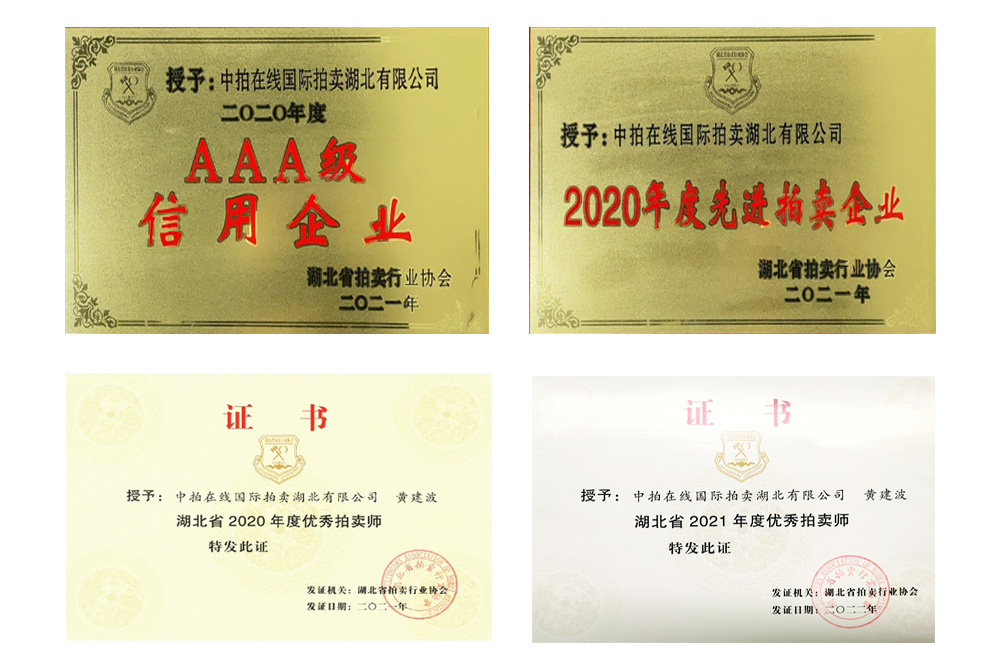 授予:中拍在线国际拍卖湖北有限公司
二〇二〇年度
AAA级
信用企业
湖北省拍卖行业协会
二〇二一年
授予:中拍在线国际拍卖湖北有限公司
2020年度先进拍卖企业
湖北省拍卖行业协会
二〇二一年
证 书
授予: 中拍在线国际拍卖湖北有限公司 黄建波
湖北省 2020 年度优秀拍卖师
特发此证
发证机关: 湖北省拍卖行业协会
发证日期: 二〇二一年
证 书
授予: 中拍在线国际拍卖湖北有限公司 黄建波
湖北省 2021 年度优秀拍卖师
特发此证
发证机关: 湖北省拍卖行业协会
发证日期: 二〇二二年